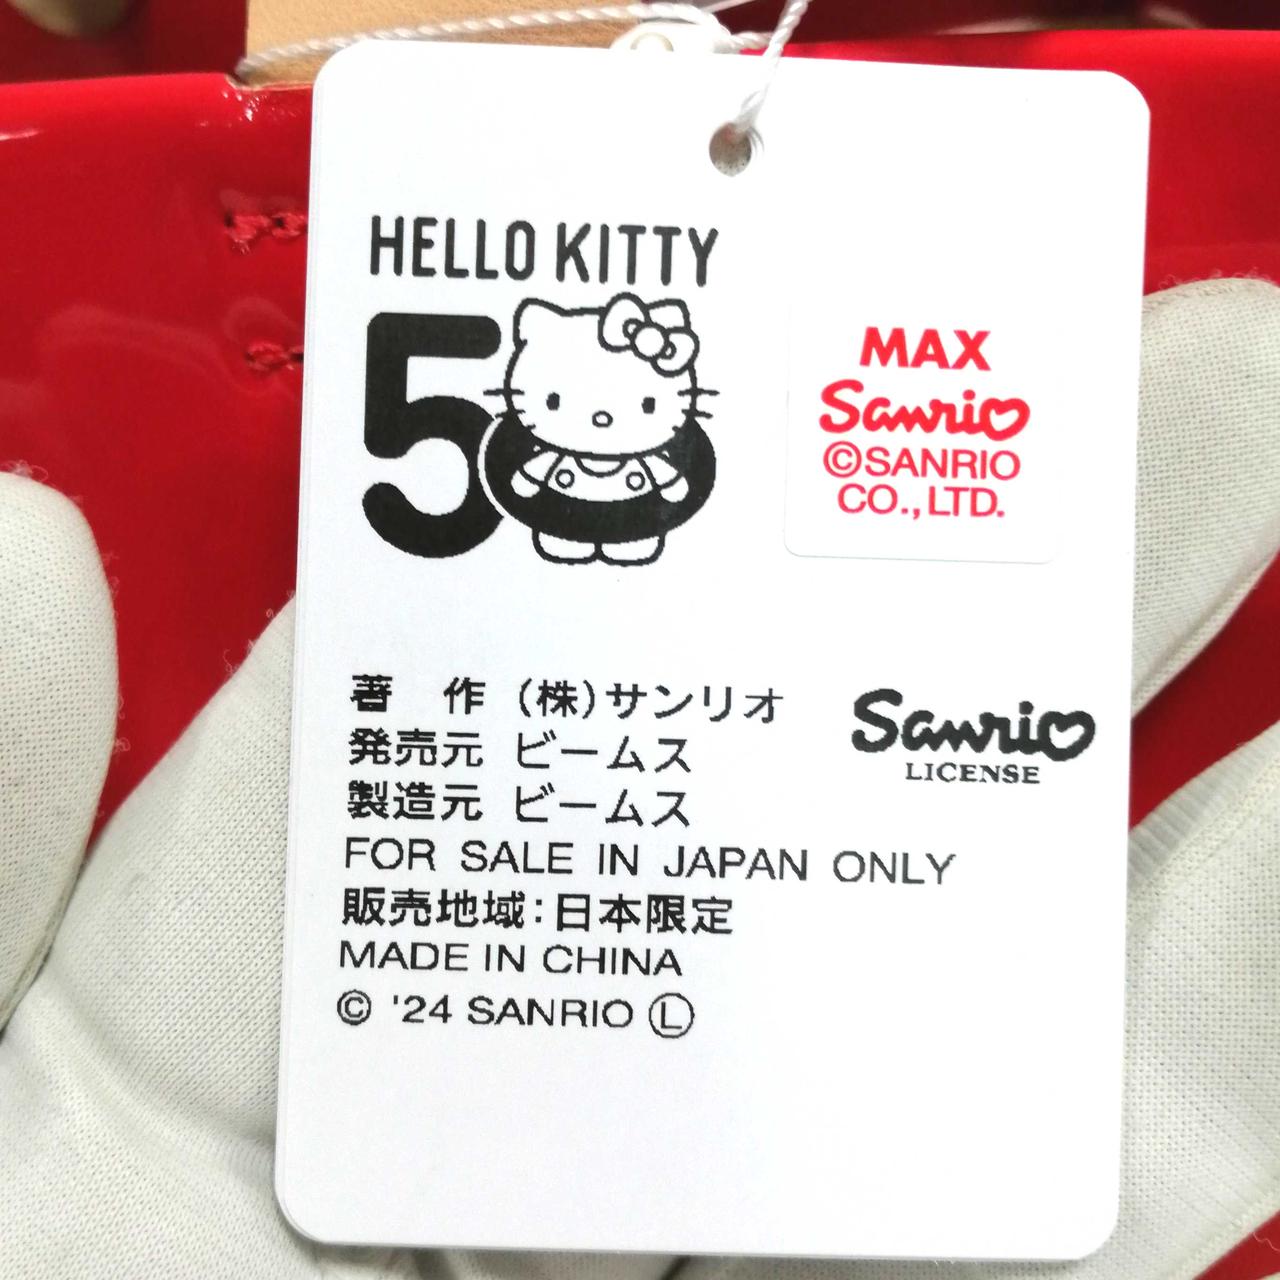 HELLO KITTY
50
MAX
Sanrio
©SANRIO
CO.,LTD.
著　作 (株)サンリオ
発売元 ビームス
製造元 ビームス
Sanrio
LICENSE
FOR SALE IN JAPAN ONLY
販売地域:日本限定
MADE IN CHINA
© '24 SANRIO Ⓛ